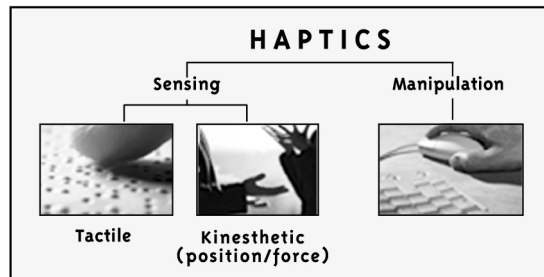 HAPTICS
Sensing
Manipulation
Tactile
Kinesthetic
(position/force)